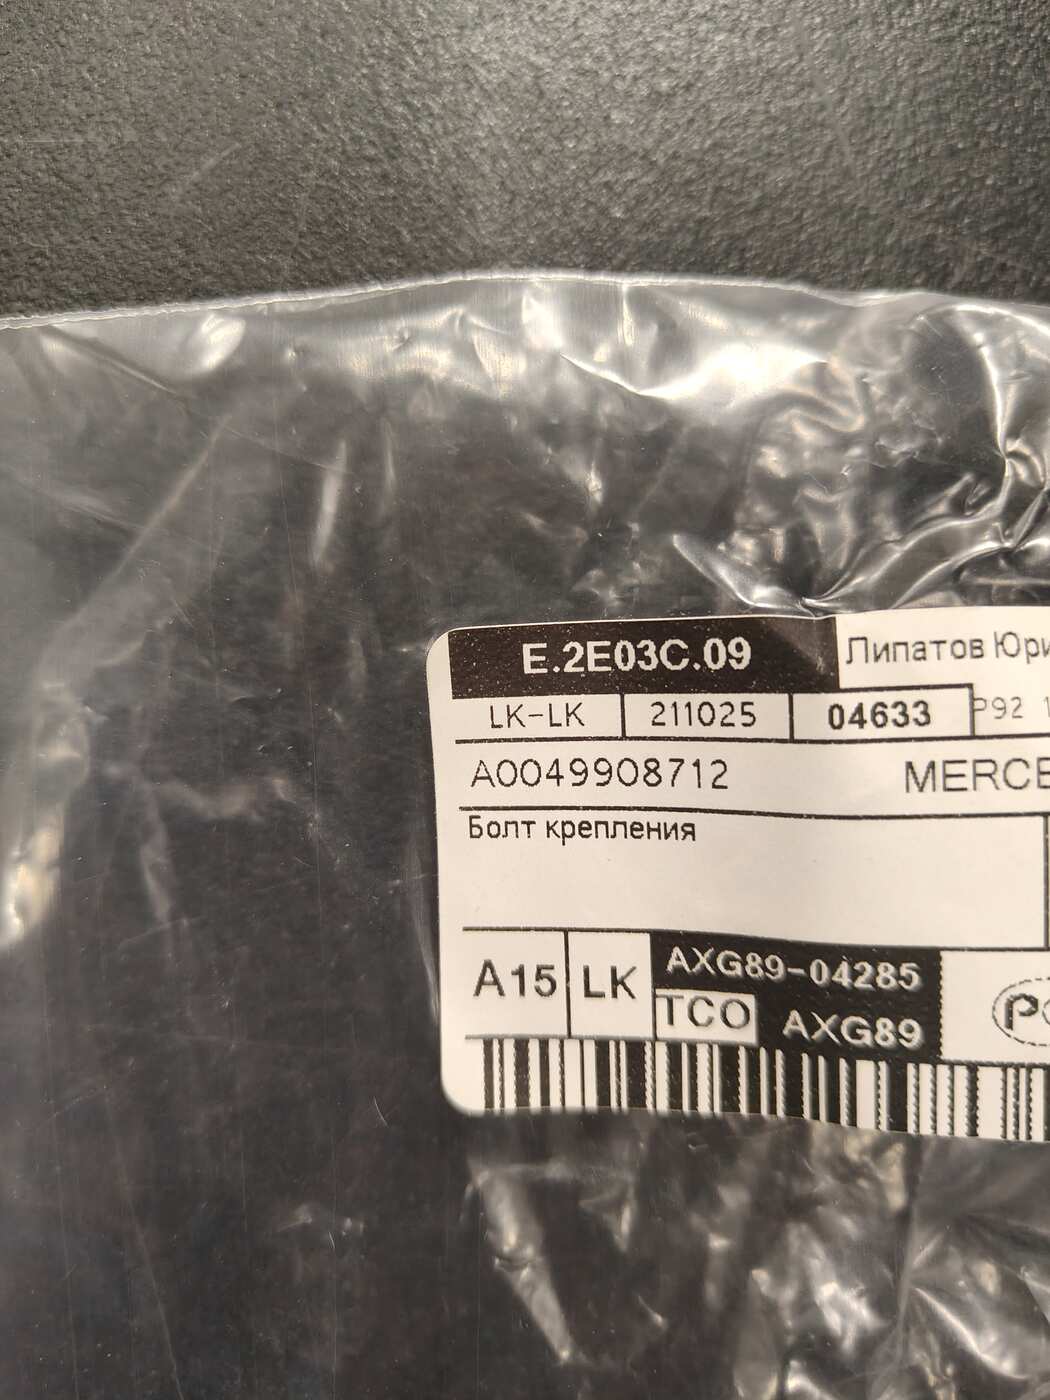 E.2E03C.09
Липатов Юри
LK-LK 211025 04633 P92 1
A0049908712 MERCE
Болт крепления
A15 LK AXG89-04285
TCO AXG89